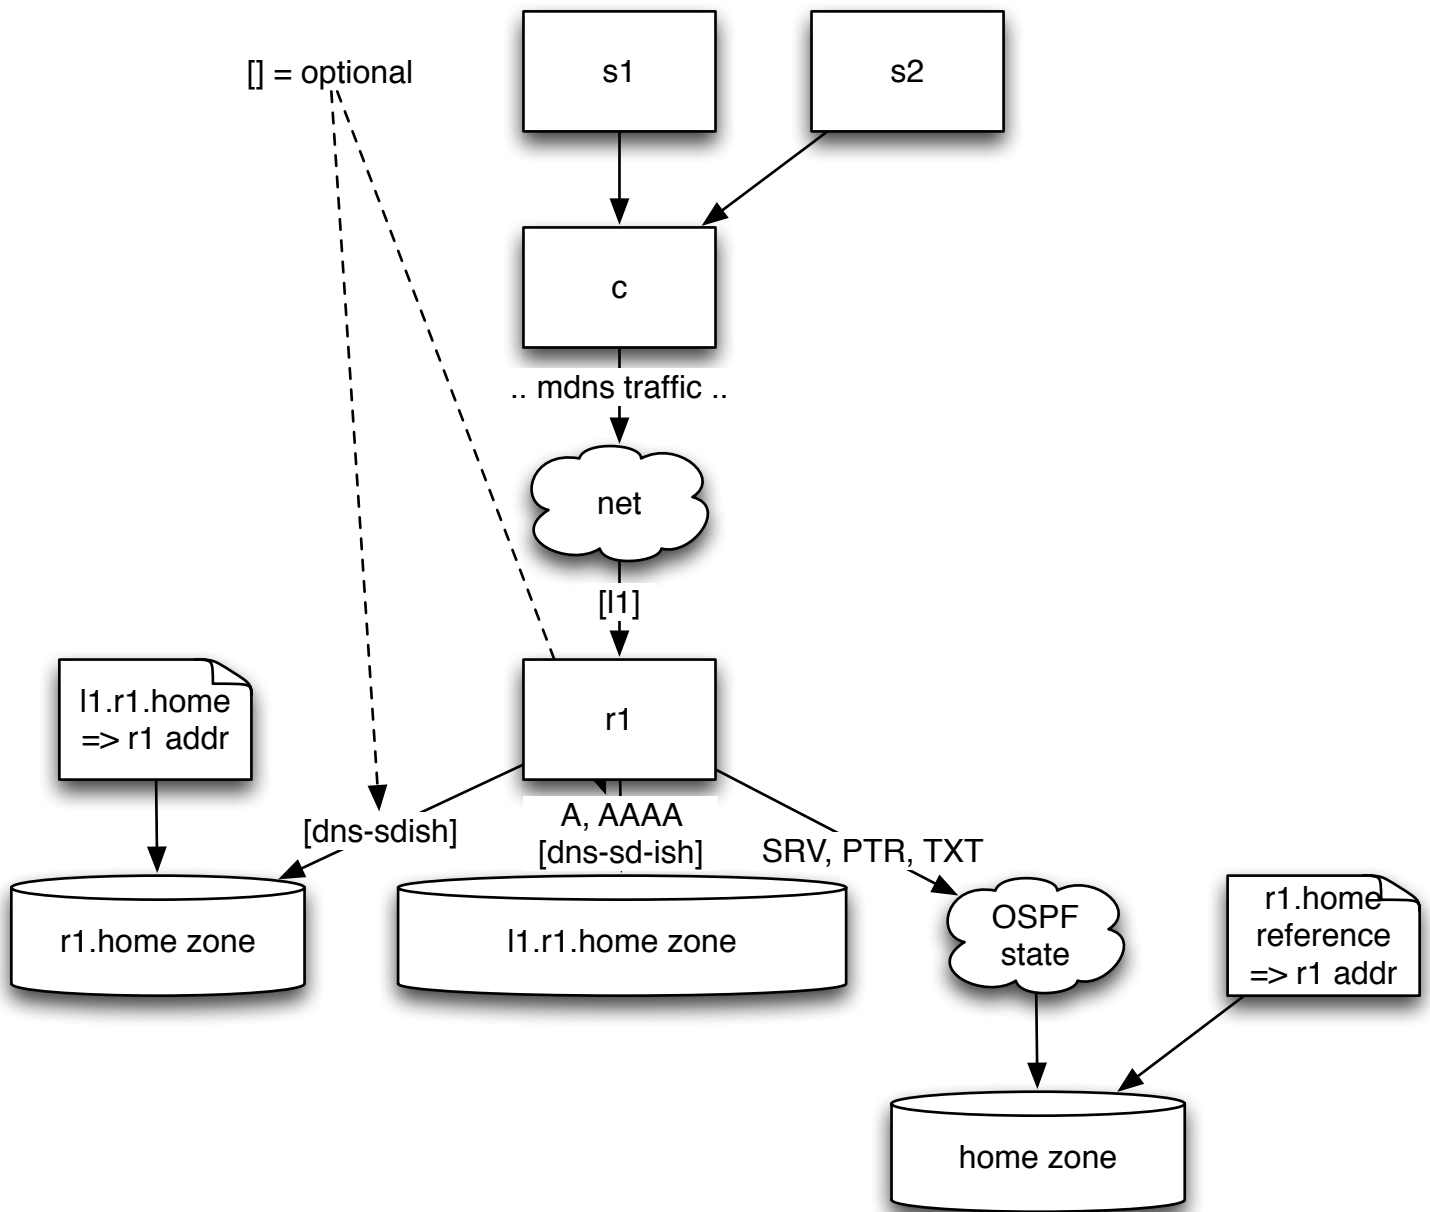 [] = optional
s1
s2
c
.. mdns traffic ..
net
[l1]
l1.r1.home
=> r1 addr
r1
[dns-sdish]
A, AAAA
[dns-sd-ish]
SRV, PTR, TXT
r1.home zone
l1.r1.home zone
OSPF
state
r1.home
reference
=> r1 addr
home zone